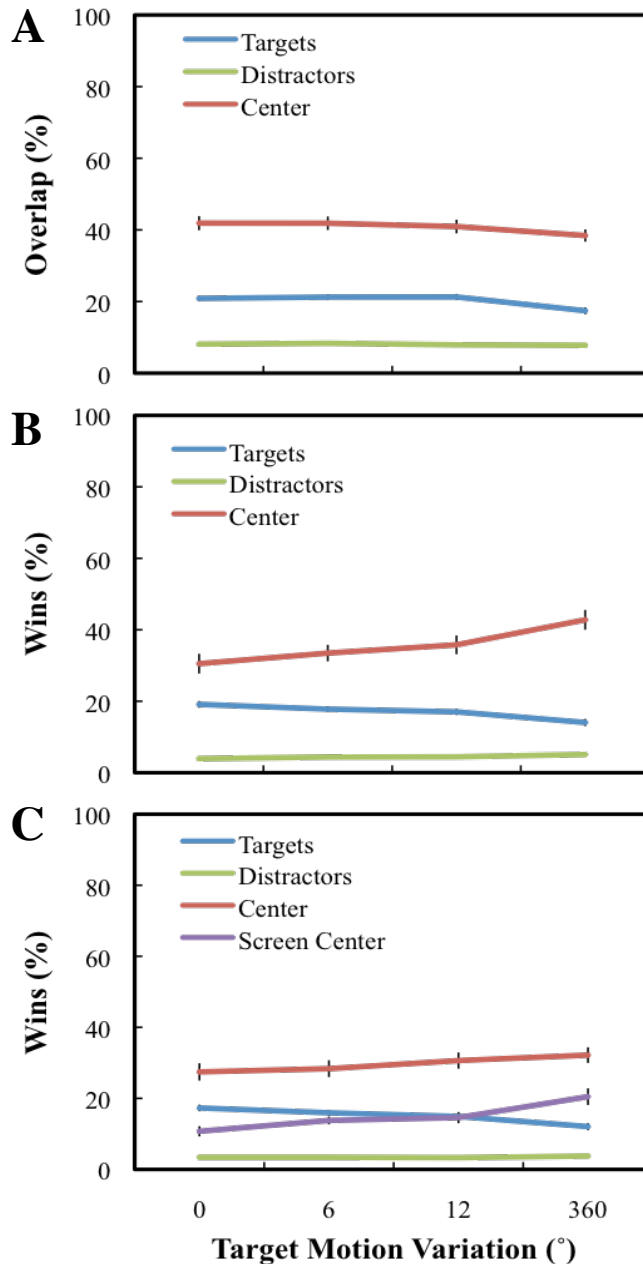 A
100
80
60
40
20
0
Overlap (%)
Targets
Distractors
Center
B
100
80
60
40
20
0
Wins (%)
Targets
Distractors
Center
C
100
80
60
40
20
0
Wins (%)
Targets
Distractors
Center
Screen Center
0 6 12 360
Target Motion Variation (˚)